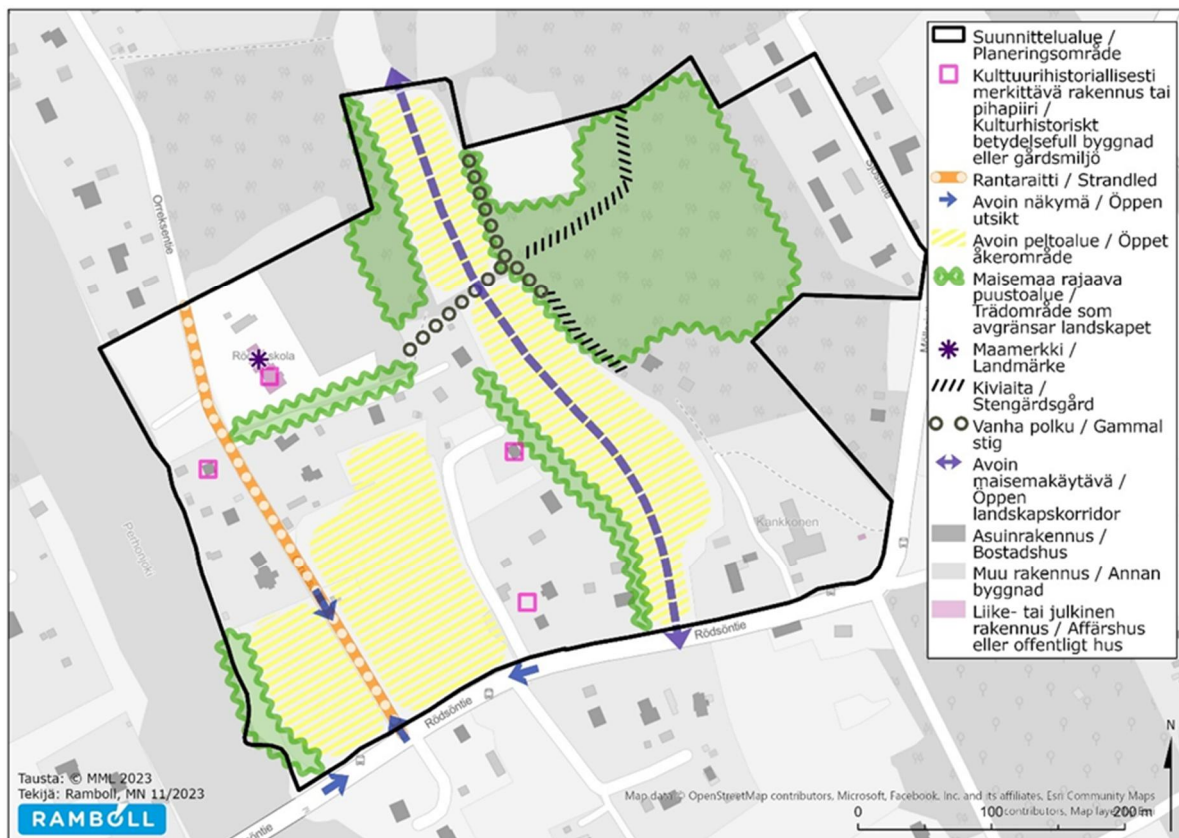 Suunnittelualue /
Planeringsområde
Kulttuurihistoriallisesti
merkittävä rakennus tai
pihapiiri /
Kulturhistoriskt
betydelsefull byggnad
eller gårdsmiljö
Rantaraitti / Strandled
Avoin näkymä / Öppen
utsikt
Avoin peltoalue / Öppet
åkerområde
Maisemaa rajaava
puustoalue /
Trädområde som
avgränsar landskapet
Maamerkki /
Landmärke
Kiviaita /
Stengärdsgård
Vanha polku / Gammal
stig
Avoin
maisemakäytävä /
Öppen
landskapskorridor
Asuinrakennus /
Bostadshus
Muu rakennus / Annan
byggnad
Liike- tai julkinen
rakennus / Affärshus
eller offentligt hus
Orreksentie
Sjösintie
skola
Perhonjoki
Kankkonen
Rödsöntie
Rödsöntie
Rödsöntie
N
Tausta: © MML 2023
Tekijä: Ramboll, MN 11/2023
RAMBOLL
Map data © OpenStreetMap contributors, Microsoft, Facebook, Inc. and its affiliates, Esri Community Maps
contributors, Map layer
0 100 200 m